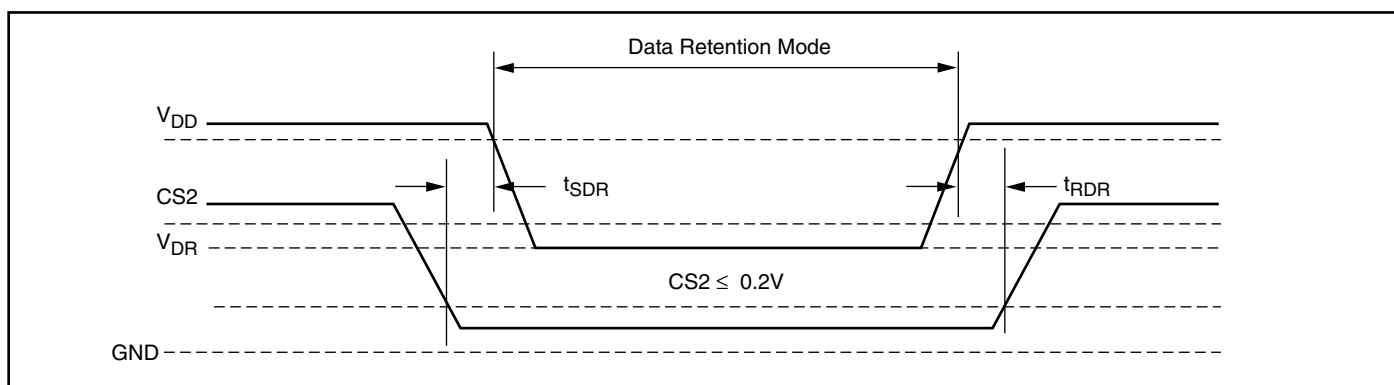 Data Retention Mode
VDD
tSDR
tRDR
CS2
VDR
CS2 ≤ 0.2V
GND